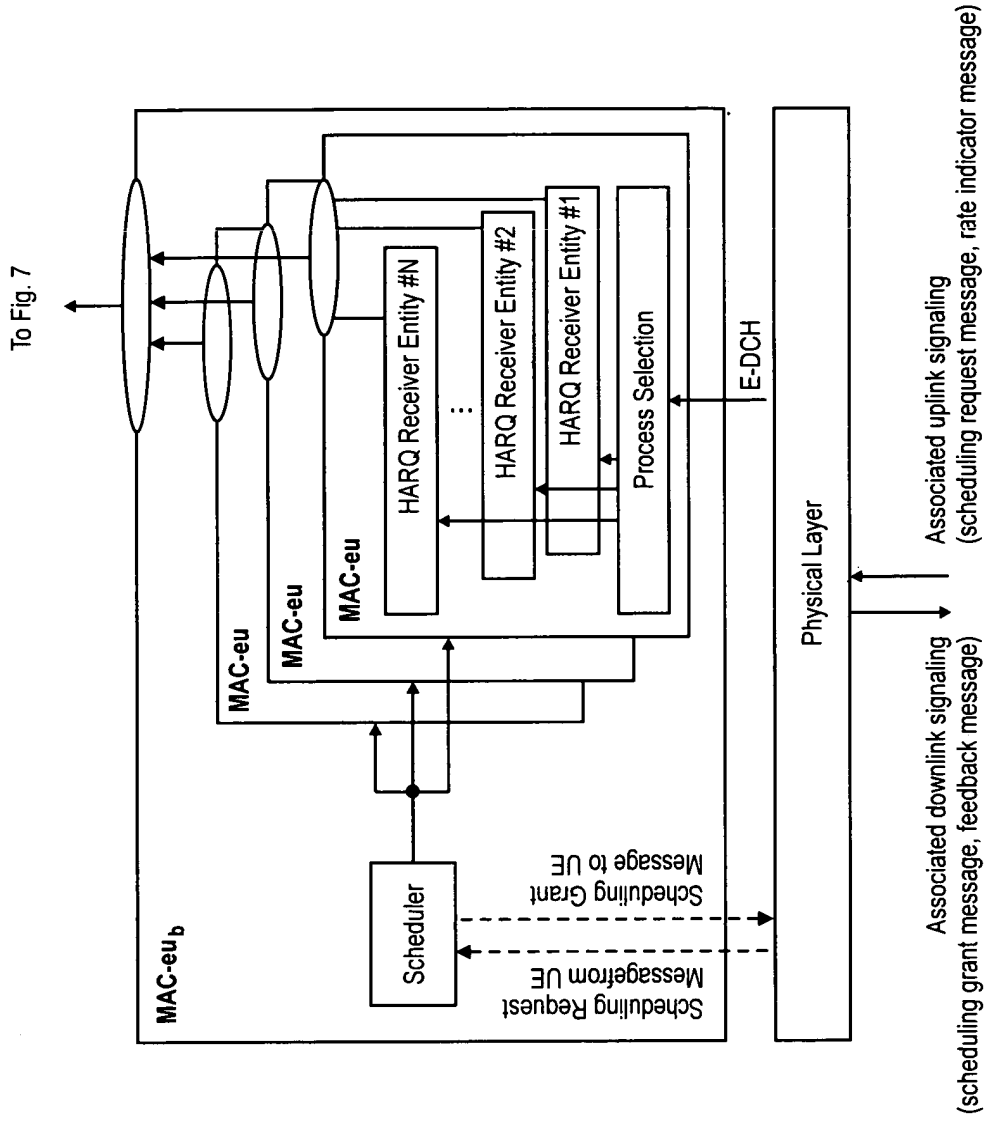 To Fig. 7
MAC-eub
MAC-eu
MAC-eu
MAC-eu
HARQ Receiver Entity #N
...
HARQ Receiver Entity #2
HARQ Receiver Entity #1
Process Selection
Scheduler
Scheduling Request
Messagefrom UE
Scheduling Grant
Message to UE
E-DCH
Physical Layer
Associated downlink signaling
(scheduling grant message, feedback message)
Associated uplink signaling
(scheduling request message, rate indicator message)